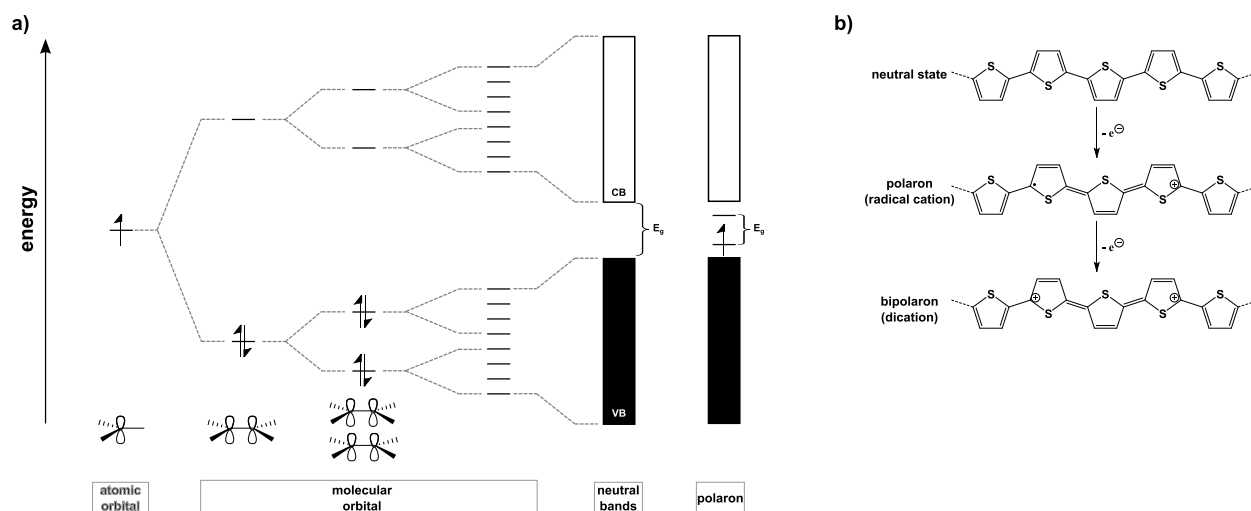 a)
energy
CB
E_g
E_g
VB
atomic
orbital
molecular
orbital
neutral
bands
polaron
b)
neutral state
S S S S S
- e⊖
polaron
(radical cation)
S S S S S
⊕
- e⊖
bipolaron
(dication)
S S S S S
⊕ ⊕